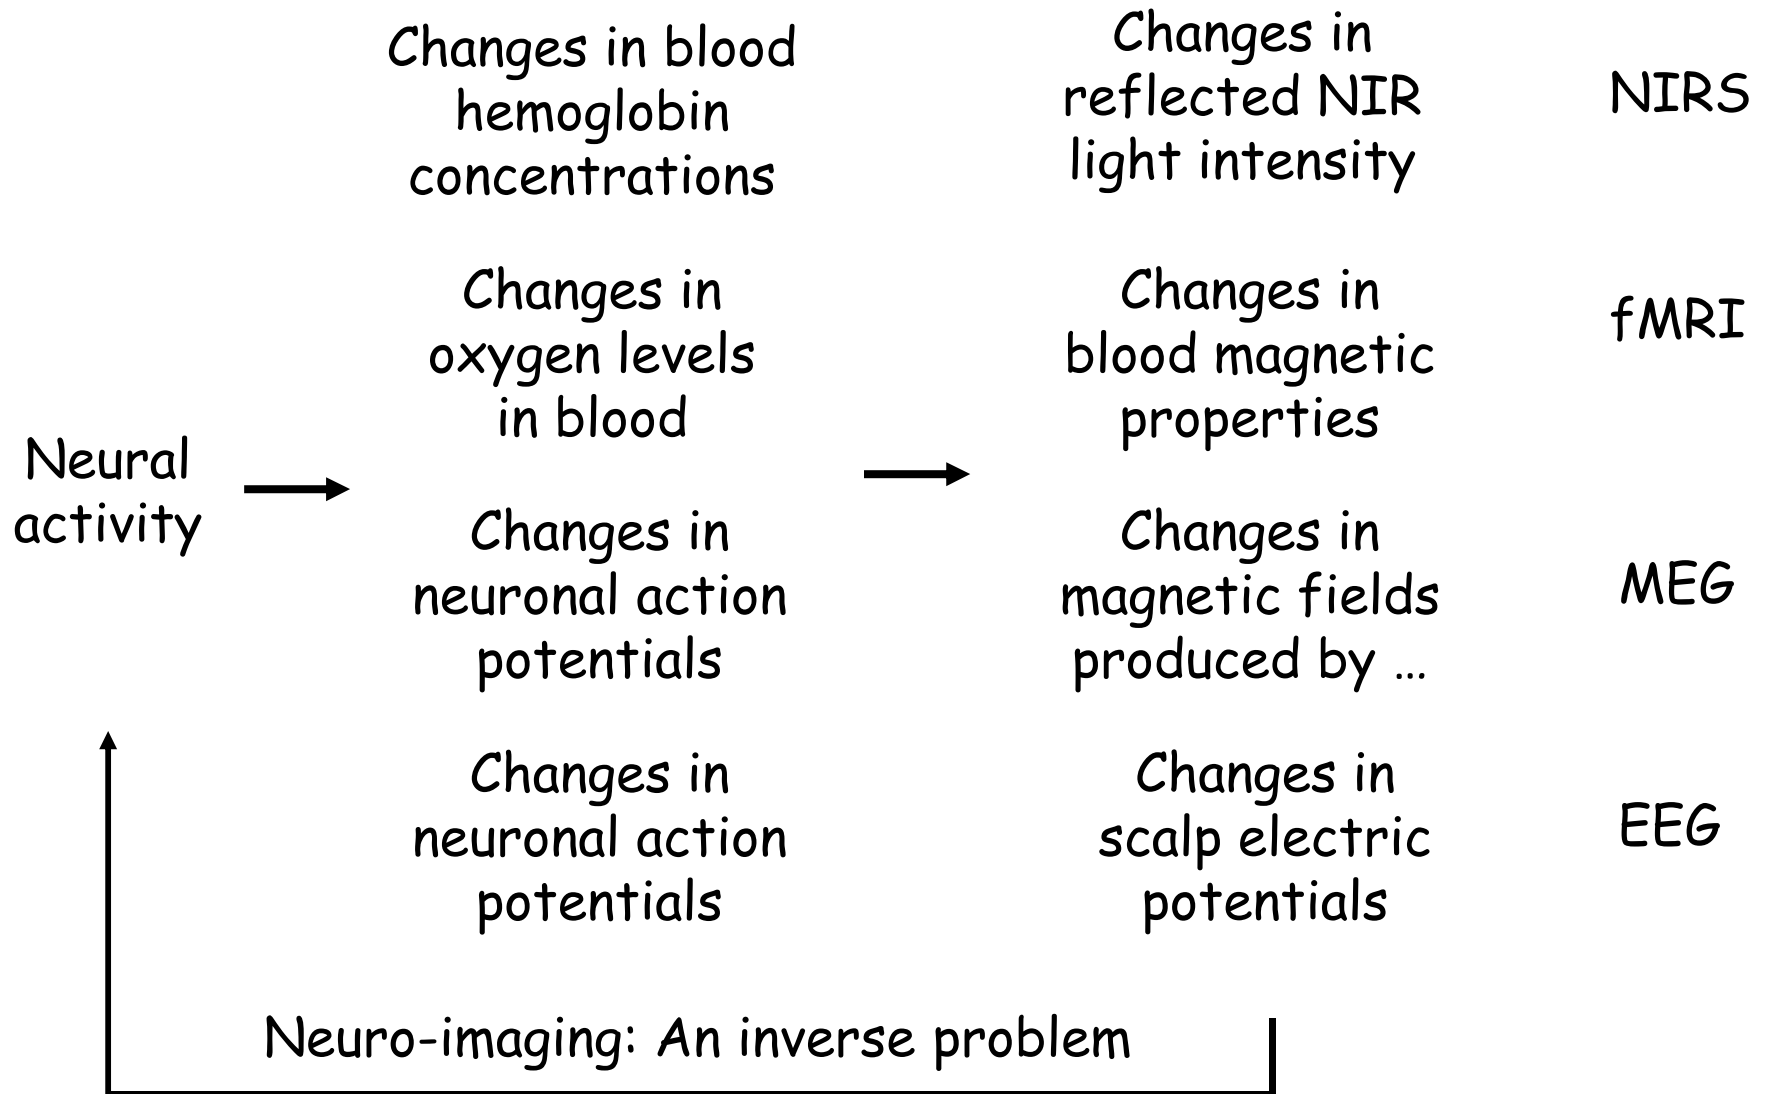 Changes in blood
hemoglobin
concentrations
Changes in
reflected NIR
light intensity
NIRS
Changes in
oxygen levels
in blood
Changes in
blood magnetic
properties
fMRI
Neural
activity
Changes in
neuronal action
potentials
Changes in
magnetic fields
produced by …
MEG
Changes in
neuronal action
potentials
Changes in
scalp electric
potentials
EEG
Neuro-imaging: An inverse problem